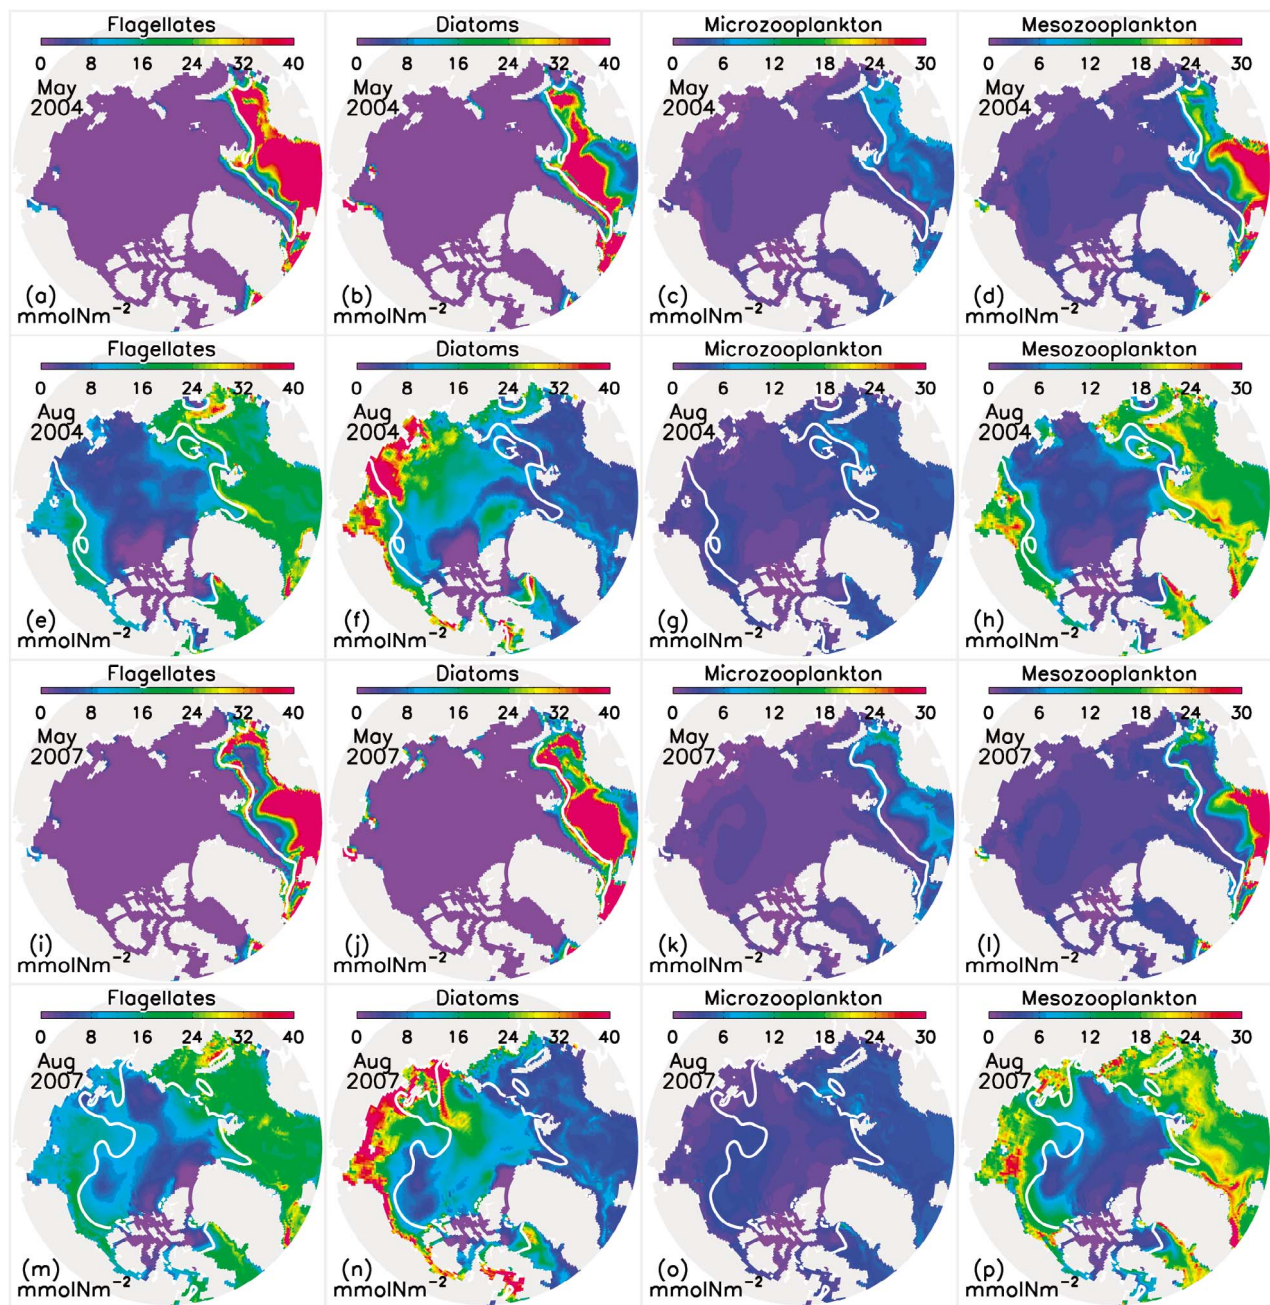 Flagellates Diatoms Microzooplankton Mesozooplankton
0 8 16 24 32 40 0 8 16 24 32 40 0 6 12 18 24 30 0 6 12 18 24 30
May May May May
2004 2004 2004 2004
(a) (b) (c) (d)
mmolNm⁻² mmolNm⁻² mmolNm⁻² mmolNm⁻²
Flagellates Diatoms Microzooplankton Mesozooplankton
0 8 16 24 32 40 0 8 16 24 32 40 0 6 12 18 24 30 0 6 12 18 24 30
Aug Aug Aug Aug
2004 2004 2004 2004
(e) (f) (g) (h)
mmolNm⁻² mmolNm⁻² mmolNm⁻² mmolNm⁻²
Flagellates Diatoms Microzooplankton Mesozooplankton
0 8 16 24 32 40 0 8 16 24 32 40 0 6 12 18 24 30 0 6 12 18 24 30
May May May May
2007 2007 2007 2007
(i) (j) (k) (l)
mmolNm⁻² mmolNm⁻² mmolNm⁻² mmolNm⁻²
Flagellates Diatoms Microzooplankton Mesozooplankton
0 8 16 24 32 40 0 8 16 24 32 40 0 6 12 18 24 30 0 6 12 18 24 30
Aug Aug Aug Aug
2007 2007 2007 2007
(m) (n) (o) (p)
mmolNm⁻² mmolNm⁻² mmolNm⁻² mmolNm⁻²